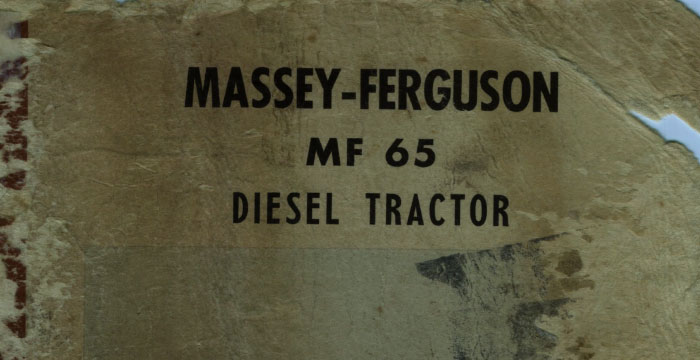 MASSEY-FERGUSON
MF 65
DIESEL TRACTOR